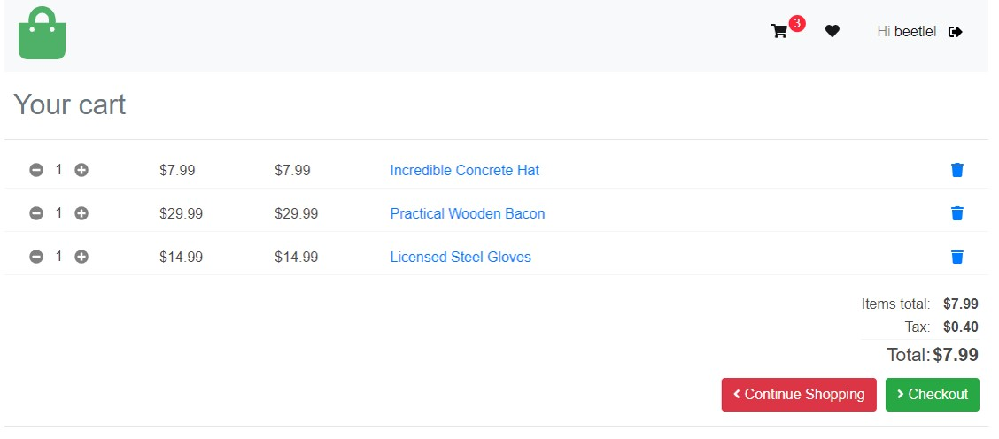 3
Hi beetle!
Your cart
1 $7.99 $7.99 Incredible Concrete Hat
1 $29.99 $29.99 Practical Wooden Bacon
1 $14.99 $14.99 Licensed Steel Gloves
Items total: $7.99
Tax: $0.40
Total: $7.99
Continue Shopping Checkout